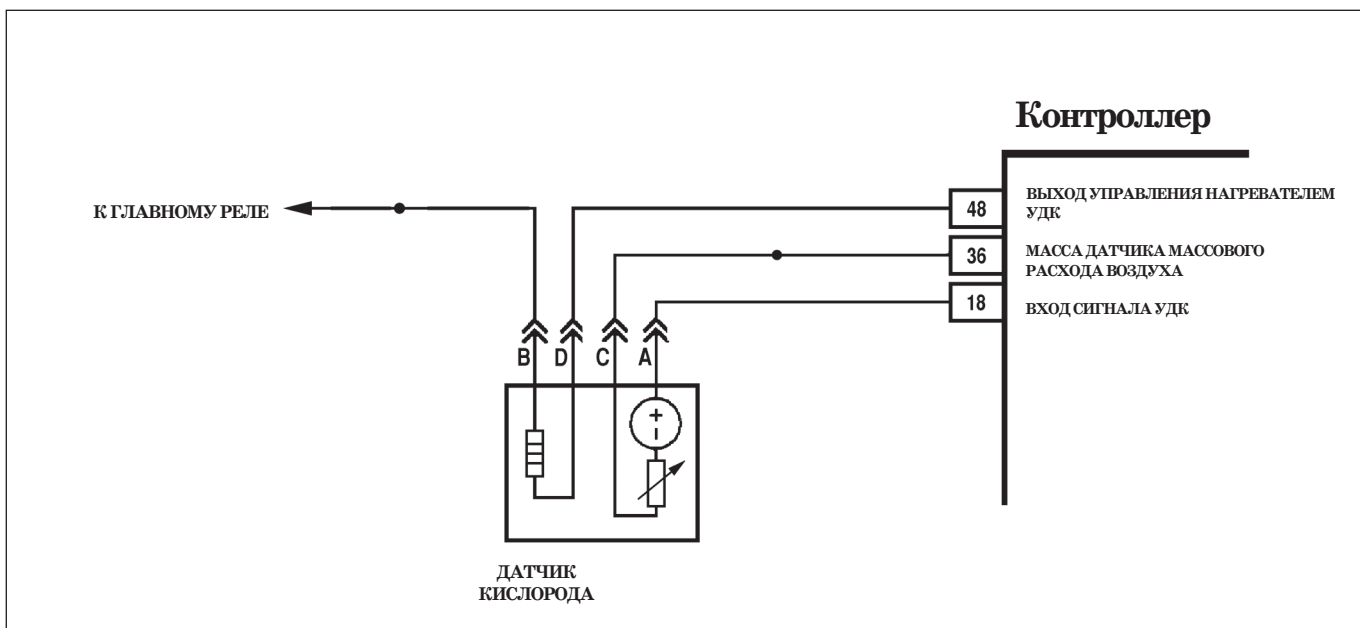 Контроллер
К ГЛАВНОМУ РЕЛЕ
48
ВЫХОД УПРАВЛЕНИЯ НАГРЕВАТЕЛЕМ
УДК
36
МАССА ДАТЧИКА МАССОВОГО
РАСХОДА ВОЗДУХА
18
ВХОД СИГНАЛА УДК
B D C A
+
–
ДАТЧИК
КИСЛОРОДА